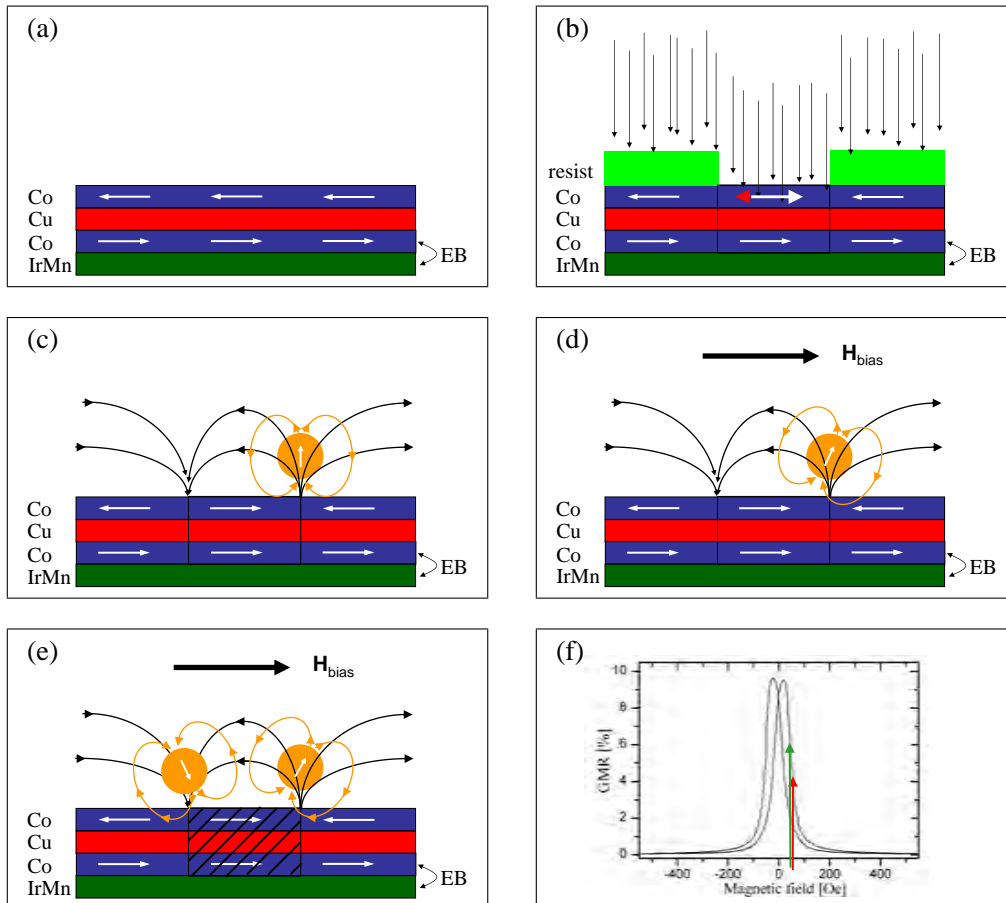 (a)
Co
Cu
Co
IrMn
EB
(b)
resist
Co
Cu
Co
IrMn
EB
(c)
Co
Cu
Co
IrMn
EB
(d)
H bias
Co
Cu
Co
IrMn
EB
(e)
H bias
Co
Cu
Co
IrMn
EB
(f)
GMR [%]
10
8
6
4
2
0
-400 -200 0 200 400
Magnetic field [Oe]